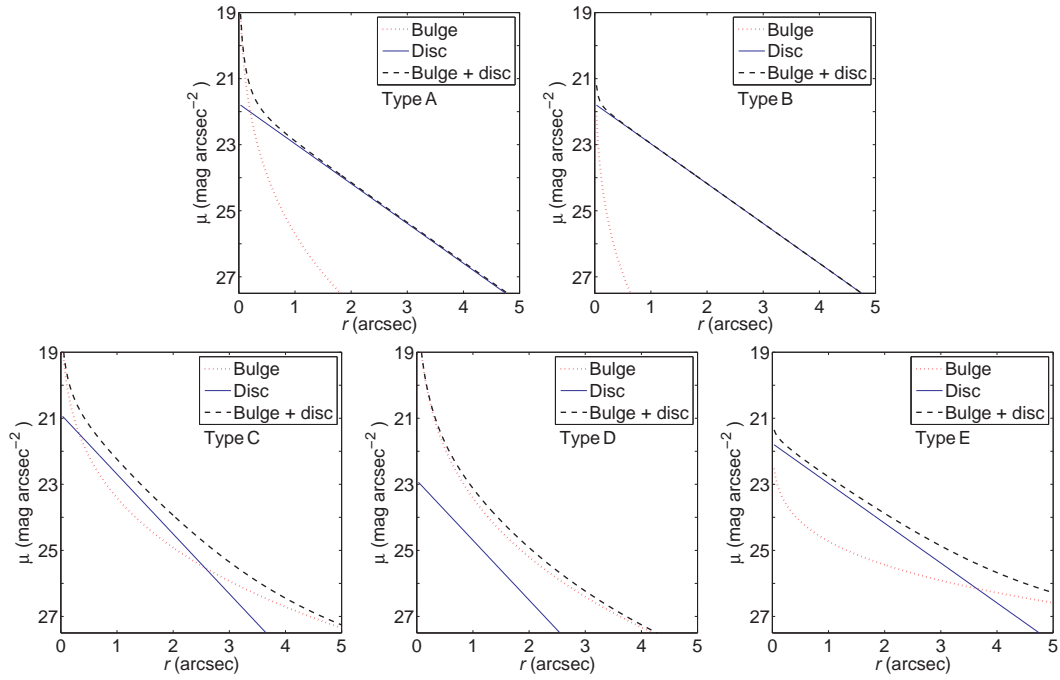 19
21
23
25
27
μ (mag arcsec⁻²)
Bulge
Disc
Bulge + disc
Type A
0 1 2 3 4 5
r (arcsec)
19
21
23
25
27
μ (mag arcsec⁻²)
Bulge
Disc
Bulge + disc
Type B
0 1 2 3 4 5
r (arcsec)
19
21
23
25
27
μ (mag arcsec⁻²)
Bulge
Disc
Bulge + disc
Type C
0 1 2 3 4 5
r (arcsec)
19
21
23
25
27
μ (mag arcsec⁻²)
Bulge
Disc
Bulge + disc
Type D
0 1 2 3 4 5
r (arcsec)
19
21
23
25
27
μ (mag arcsec⁻²)
Bulge
Disc
Bulge + disc
Type E
0 1 2 3 4 5
r (arcsec)